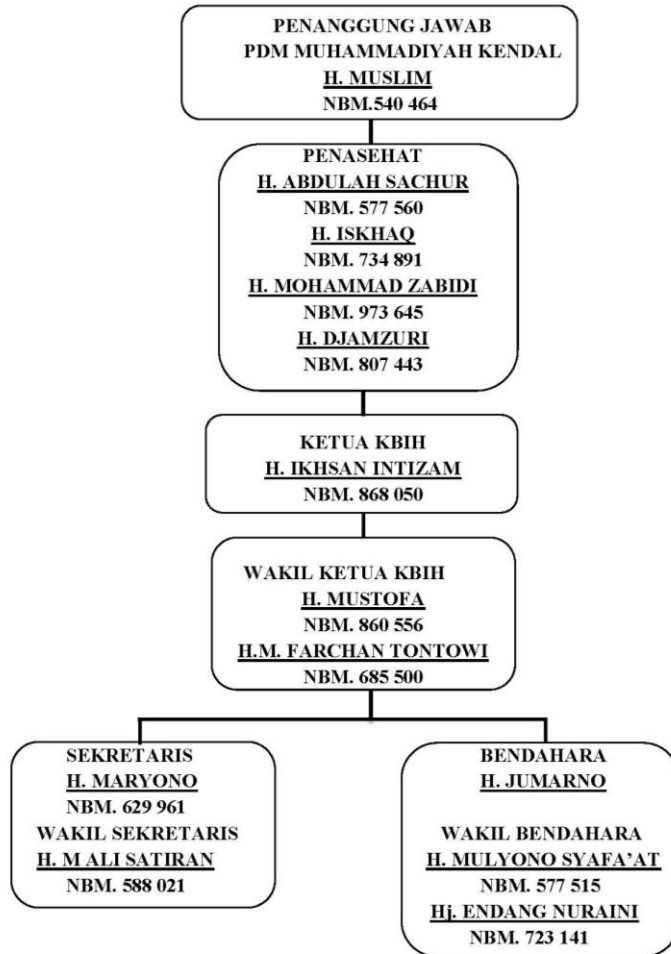 PENANGGUNG JAWAB
PDM MUHAMMADIYAH KENDAL
H. MUSLIM
NBM.540 464
PENASEHAT
H. ABDULAH SACHUR
NBM. 577 560
H. ISKHAQ
NBM. 734 891
H. MOHAMMAD ZABIDI
NBM. 973 645
H. DJAMZURI
NBM. 807 443
KETUA KBIH
H. IKHSAN INTIZAM
NBM. 868 050
WAKIL KETUA KBIH
H. MUSTOFA
NBM. 860 556
H.M. FARCHAN TONTOWI
NBM. 685 500
SEKRETARIS
H. MARYONO
NBM. 629 961
WAKIL SEKRETARIS
H. M ALI SATIRAN
NBM. 588 021
BENDAHARA
H. JUMARNO
WAKIL BENDAHARA
H. MULYONO SYAFA’AT
NBM. 577 515
Hj. ENDANG NURAINI
NBM. 723 141